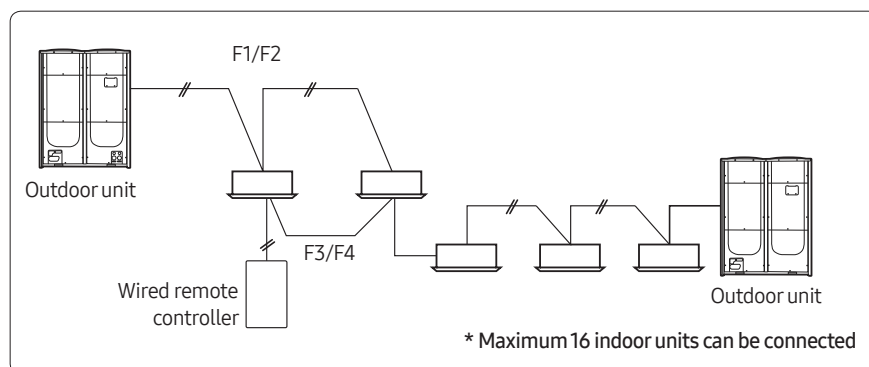 F1/F2
Outdoor unit
F3/F4
Wired remote
controller
Outdoor unit
* Maximum 16 indoor units can be connected